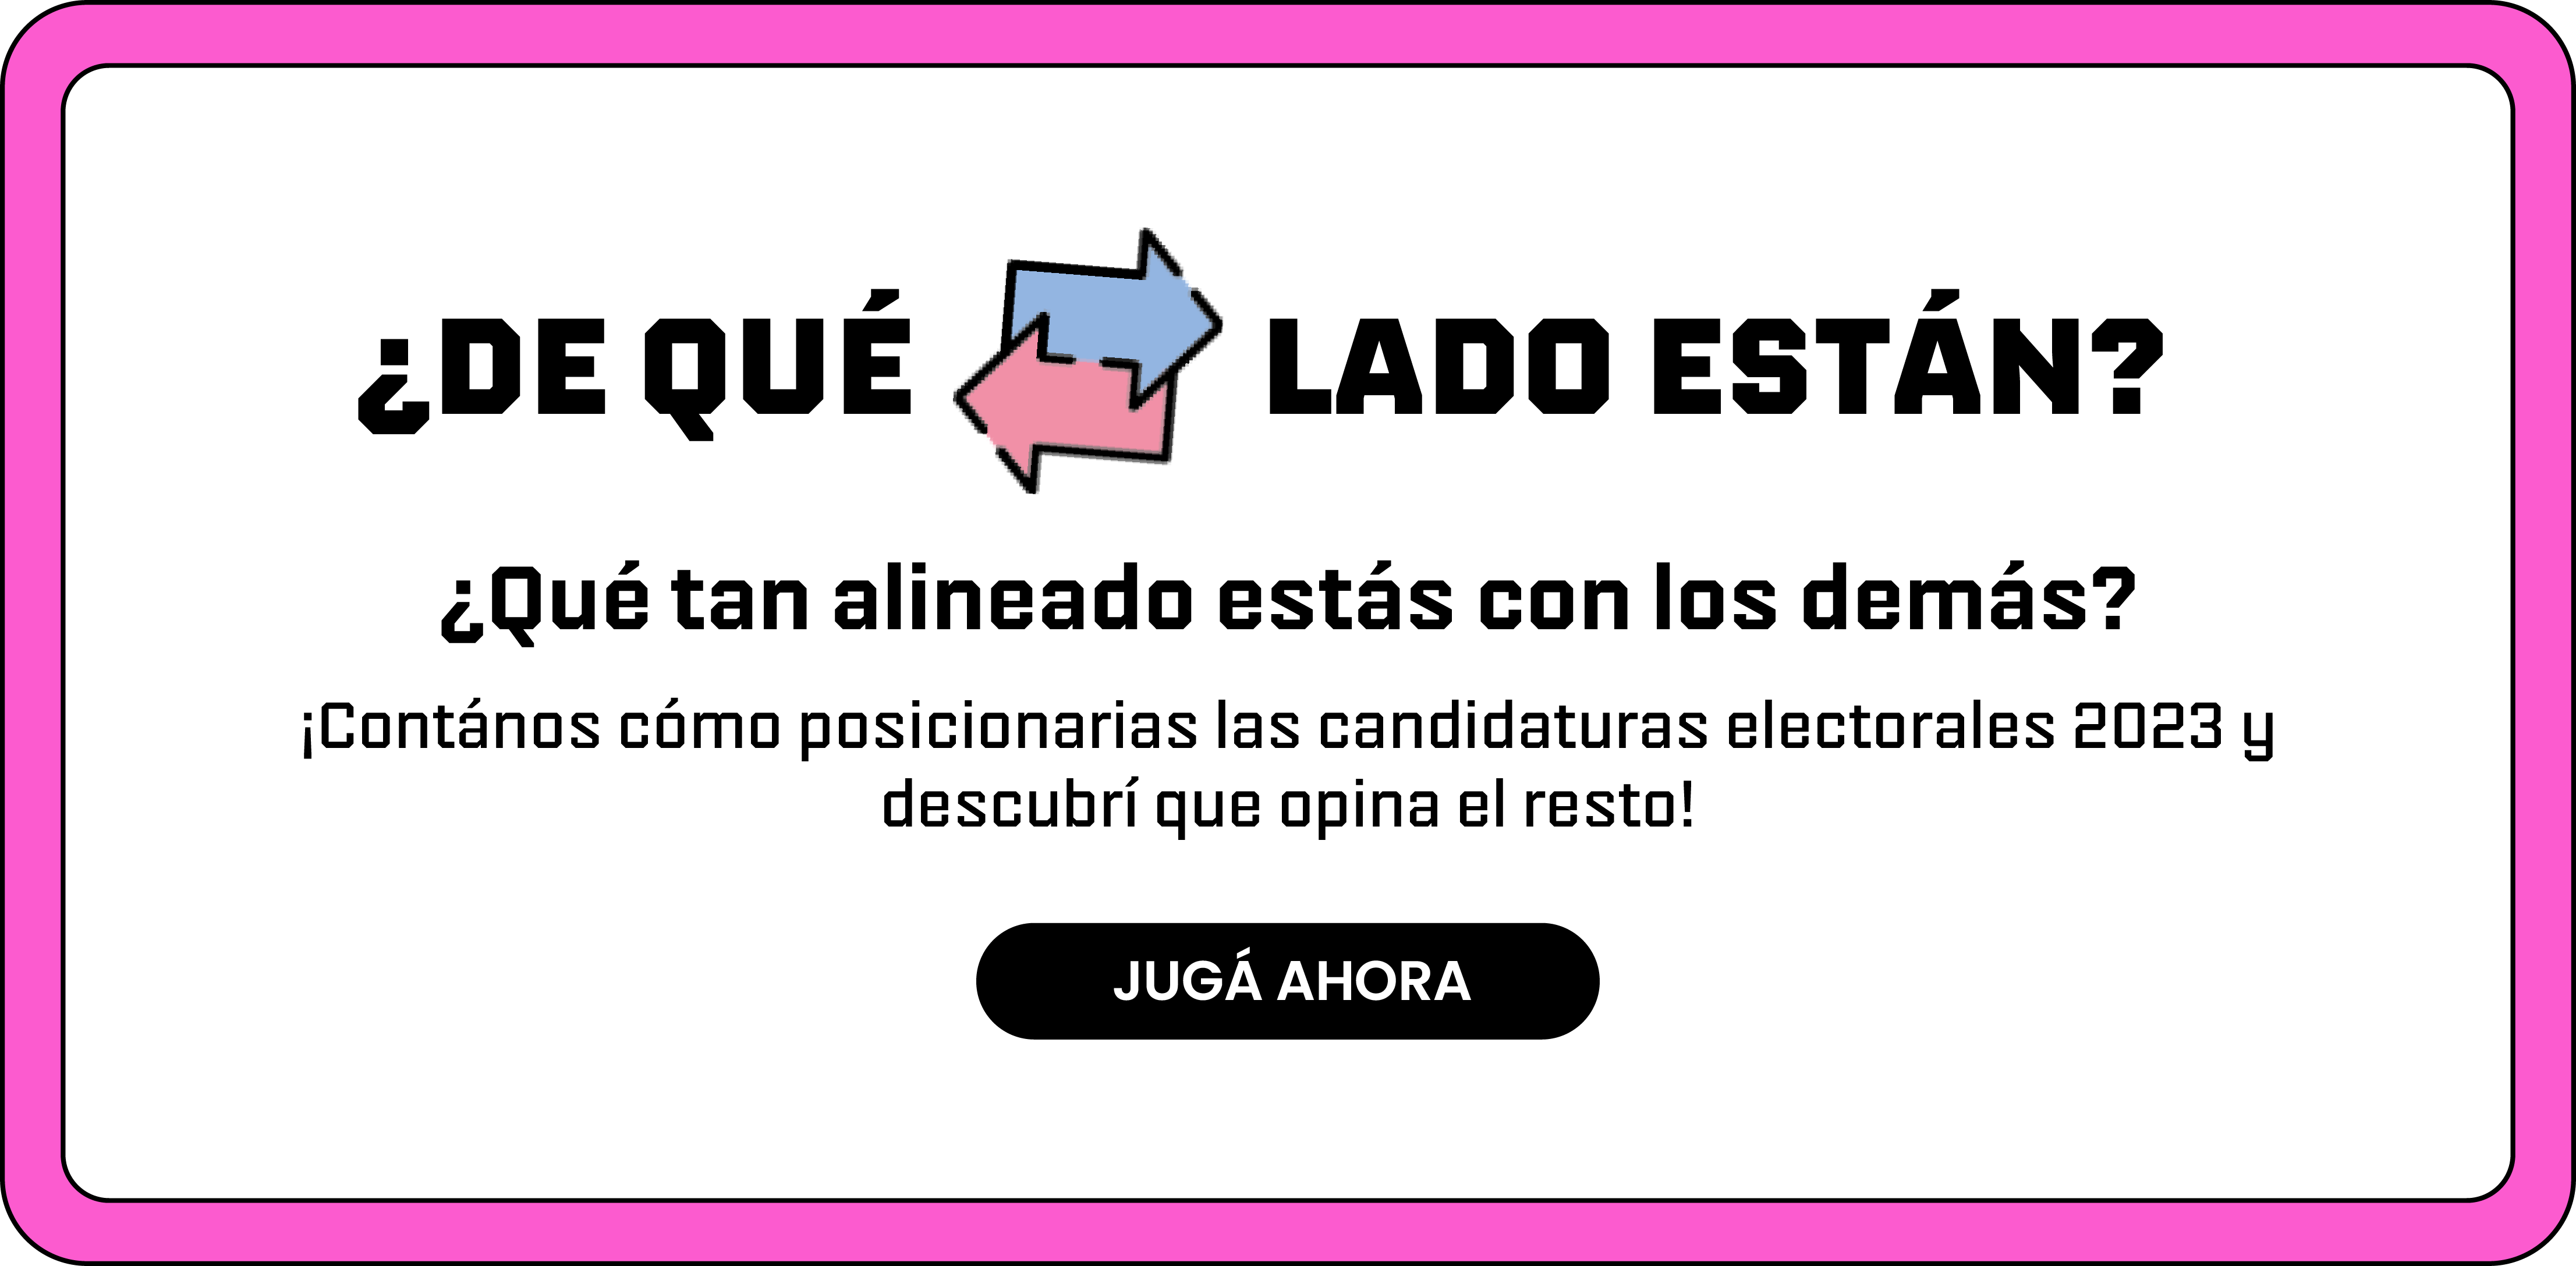 ¿DE QUÉ LADO ESTÁN?
¿Qué tan alineado estás con los demás?
¡Contános cómo posicionarias las candidaturas electorales 2023 y
descubrí que opina el resto!
JUGÁ AHORA